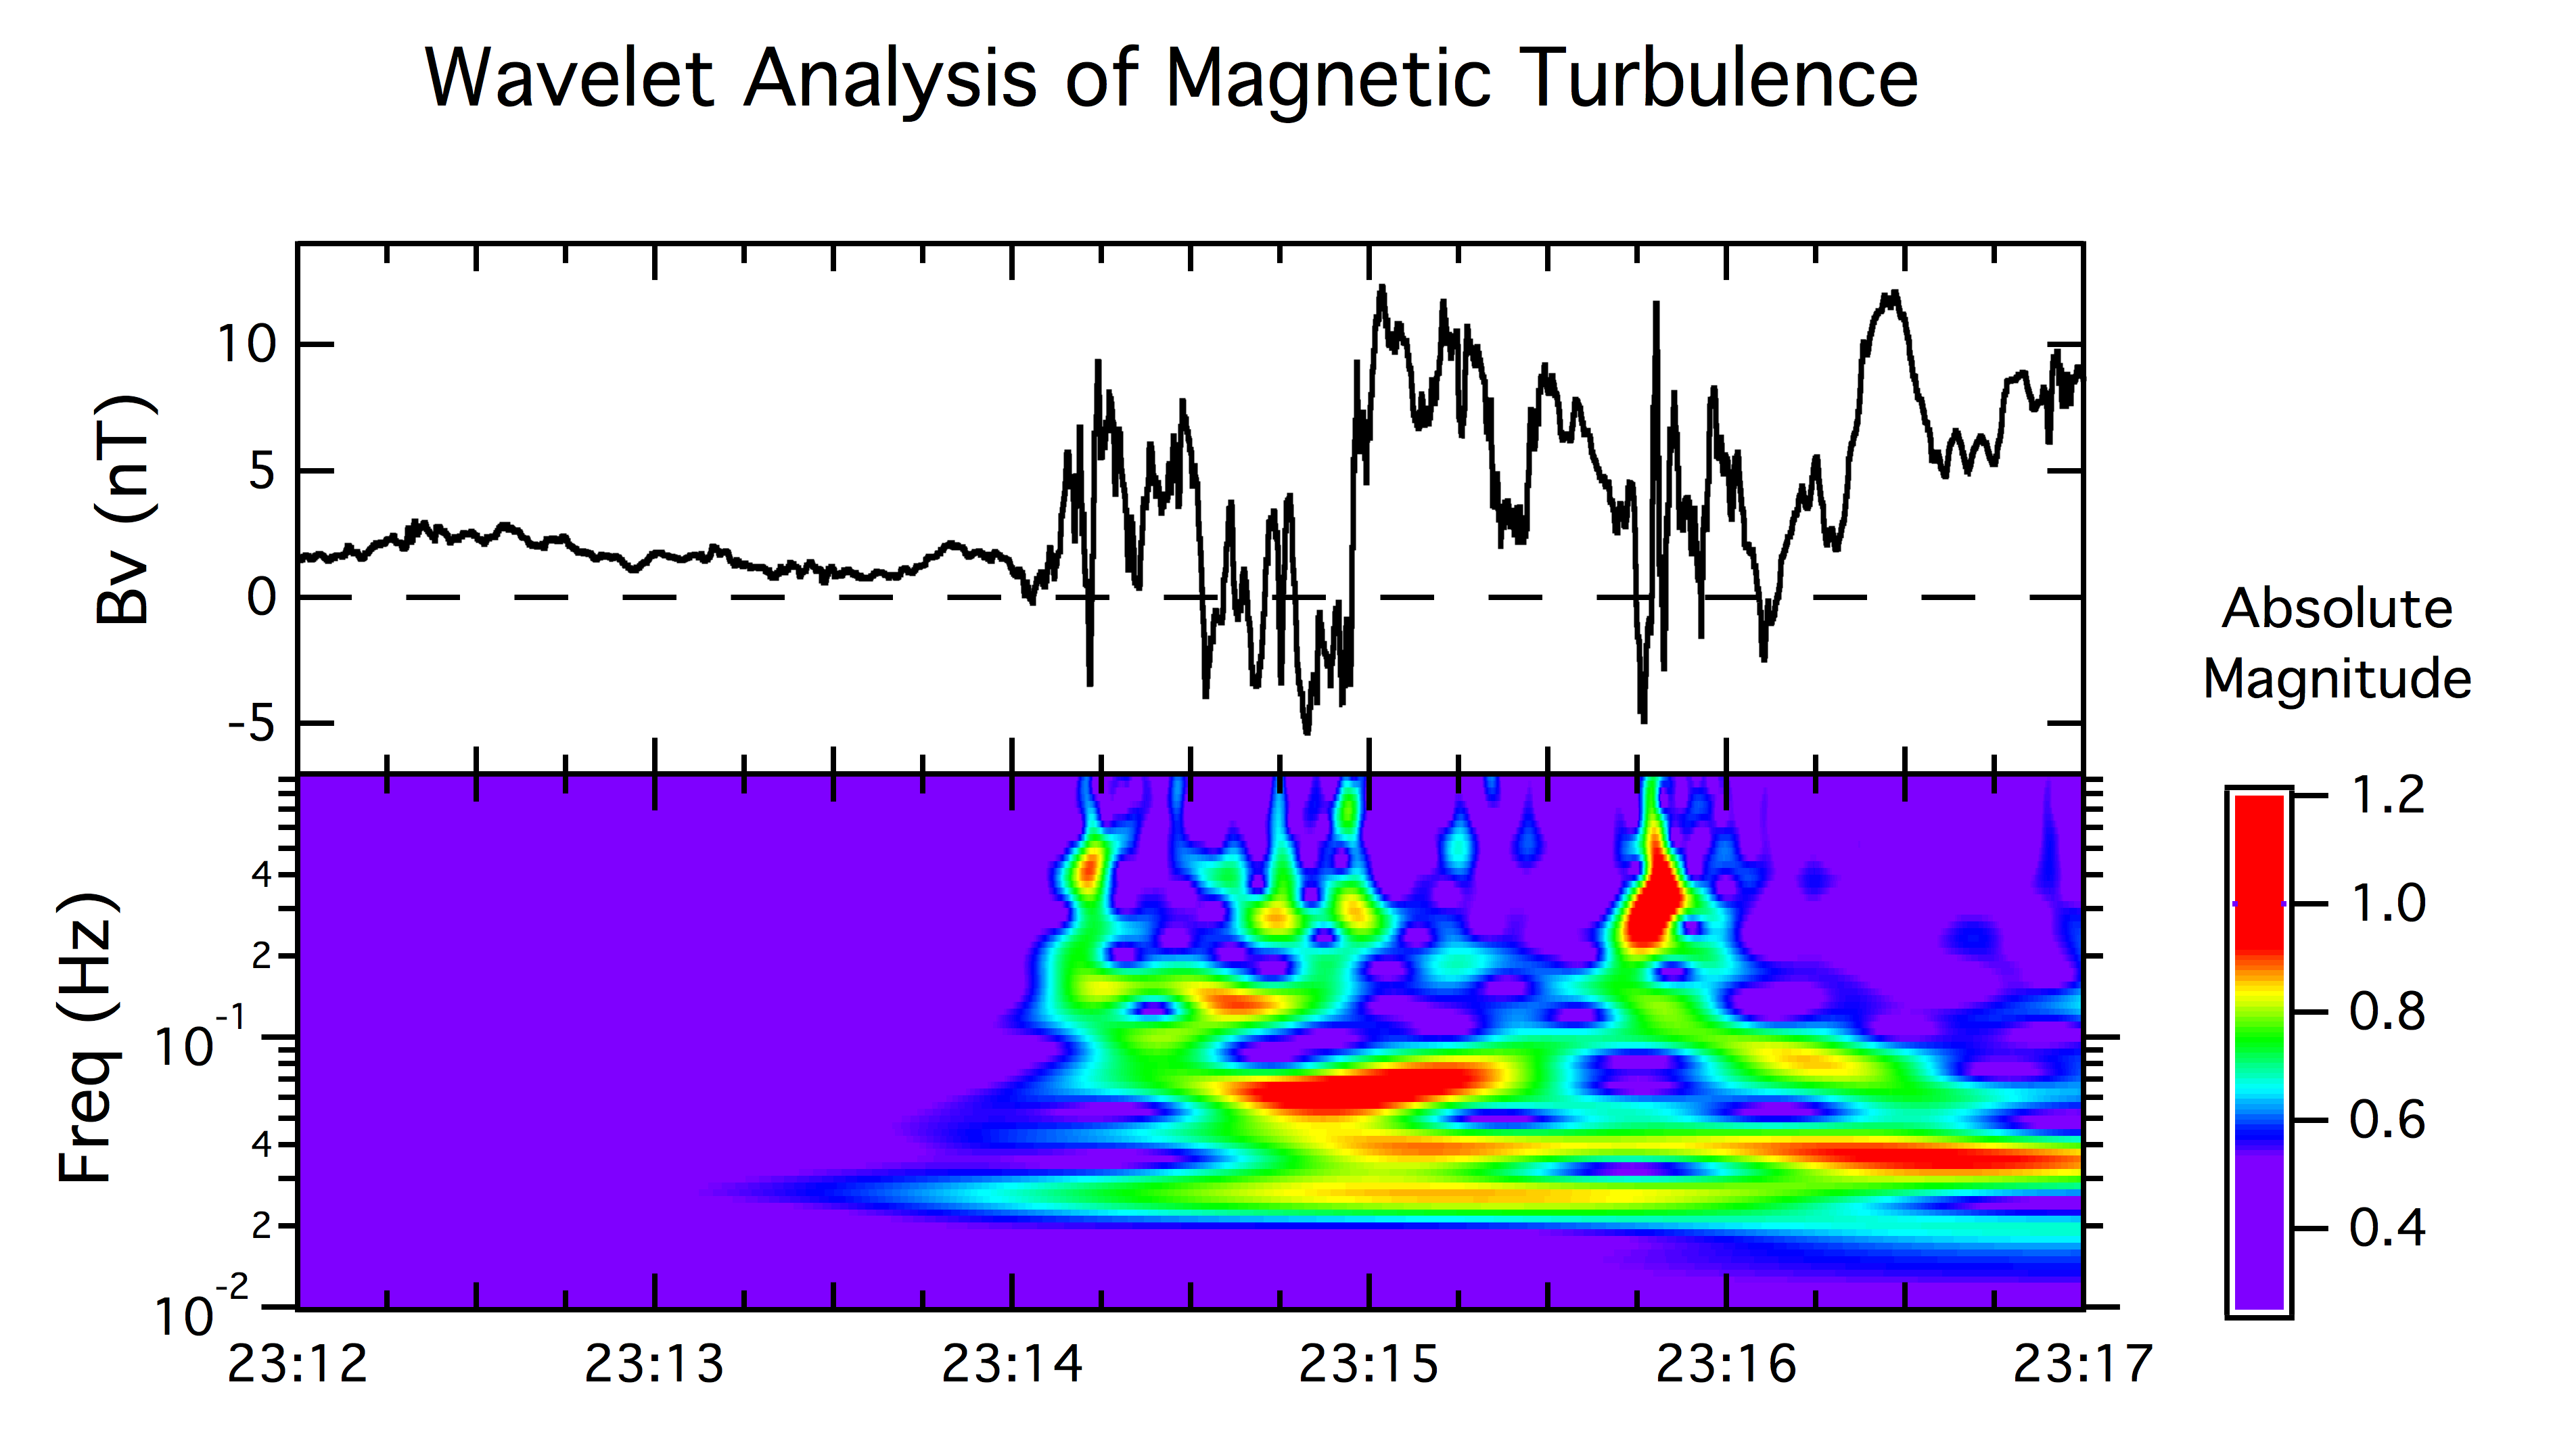 Wavelet Analysis of Magnetic Turbulence
Bv (nT)
10
5
0
-5
Freq (Hz)
4
2
10⁻¹
4
2
10⁻²
23:12 23:13 23:14 23:15 23:16 23:17
Absolute
Magnitude
1.2
1.0
0.8
0.6
0.4